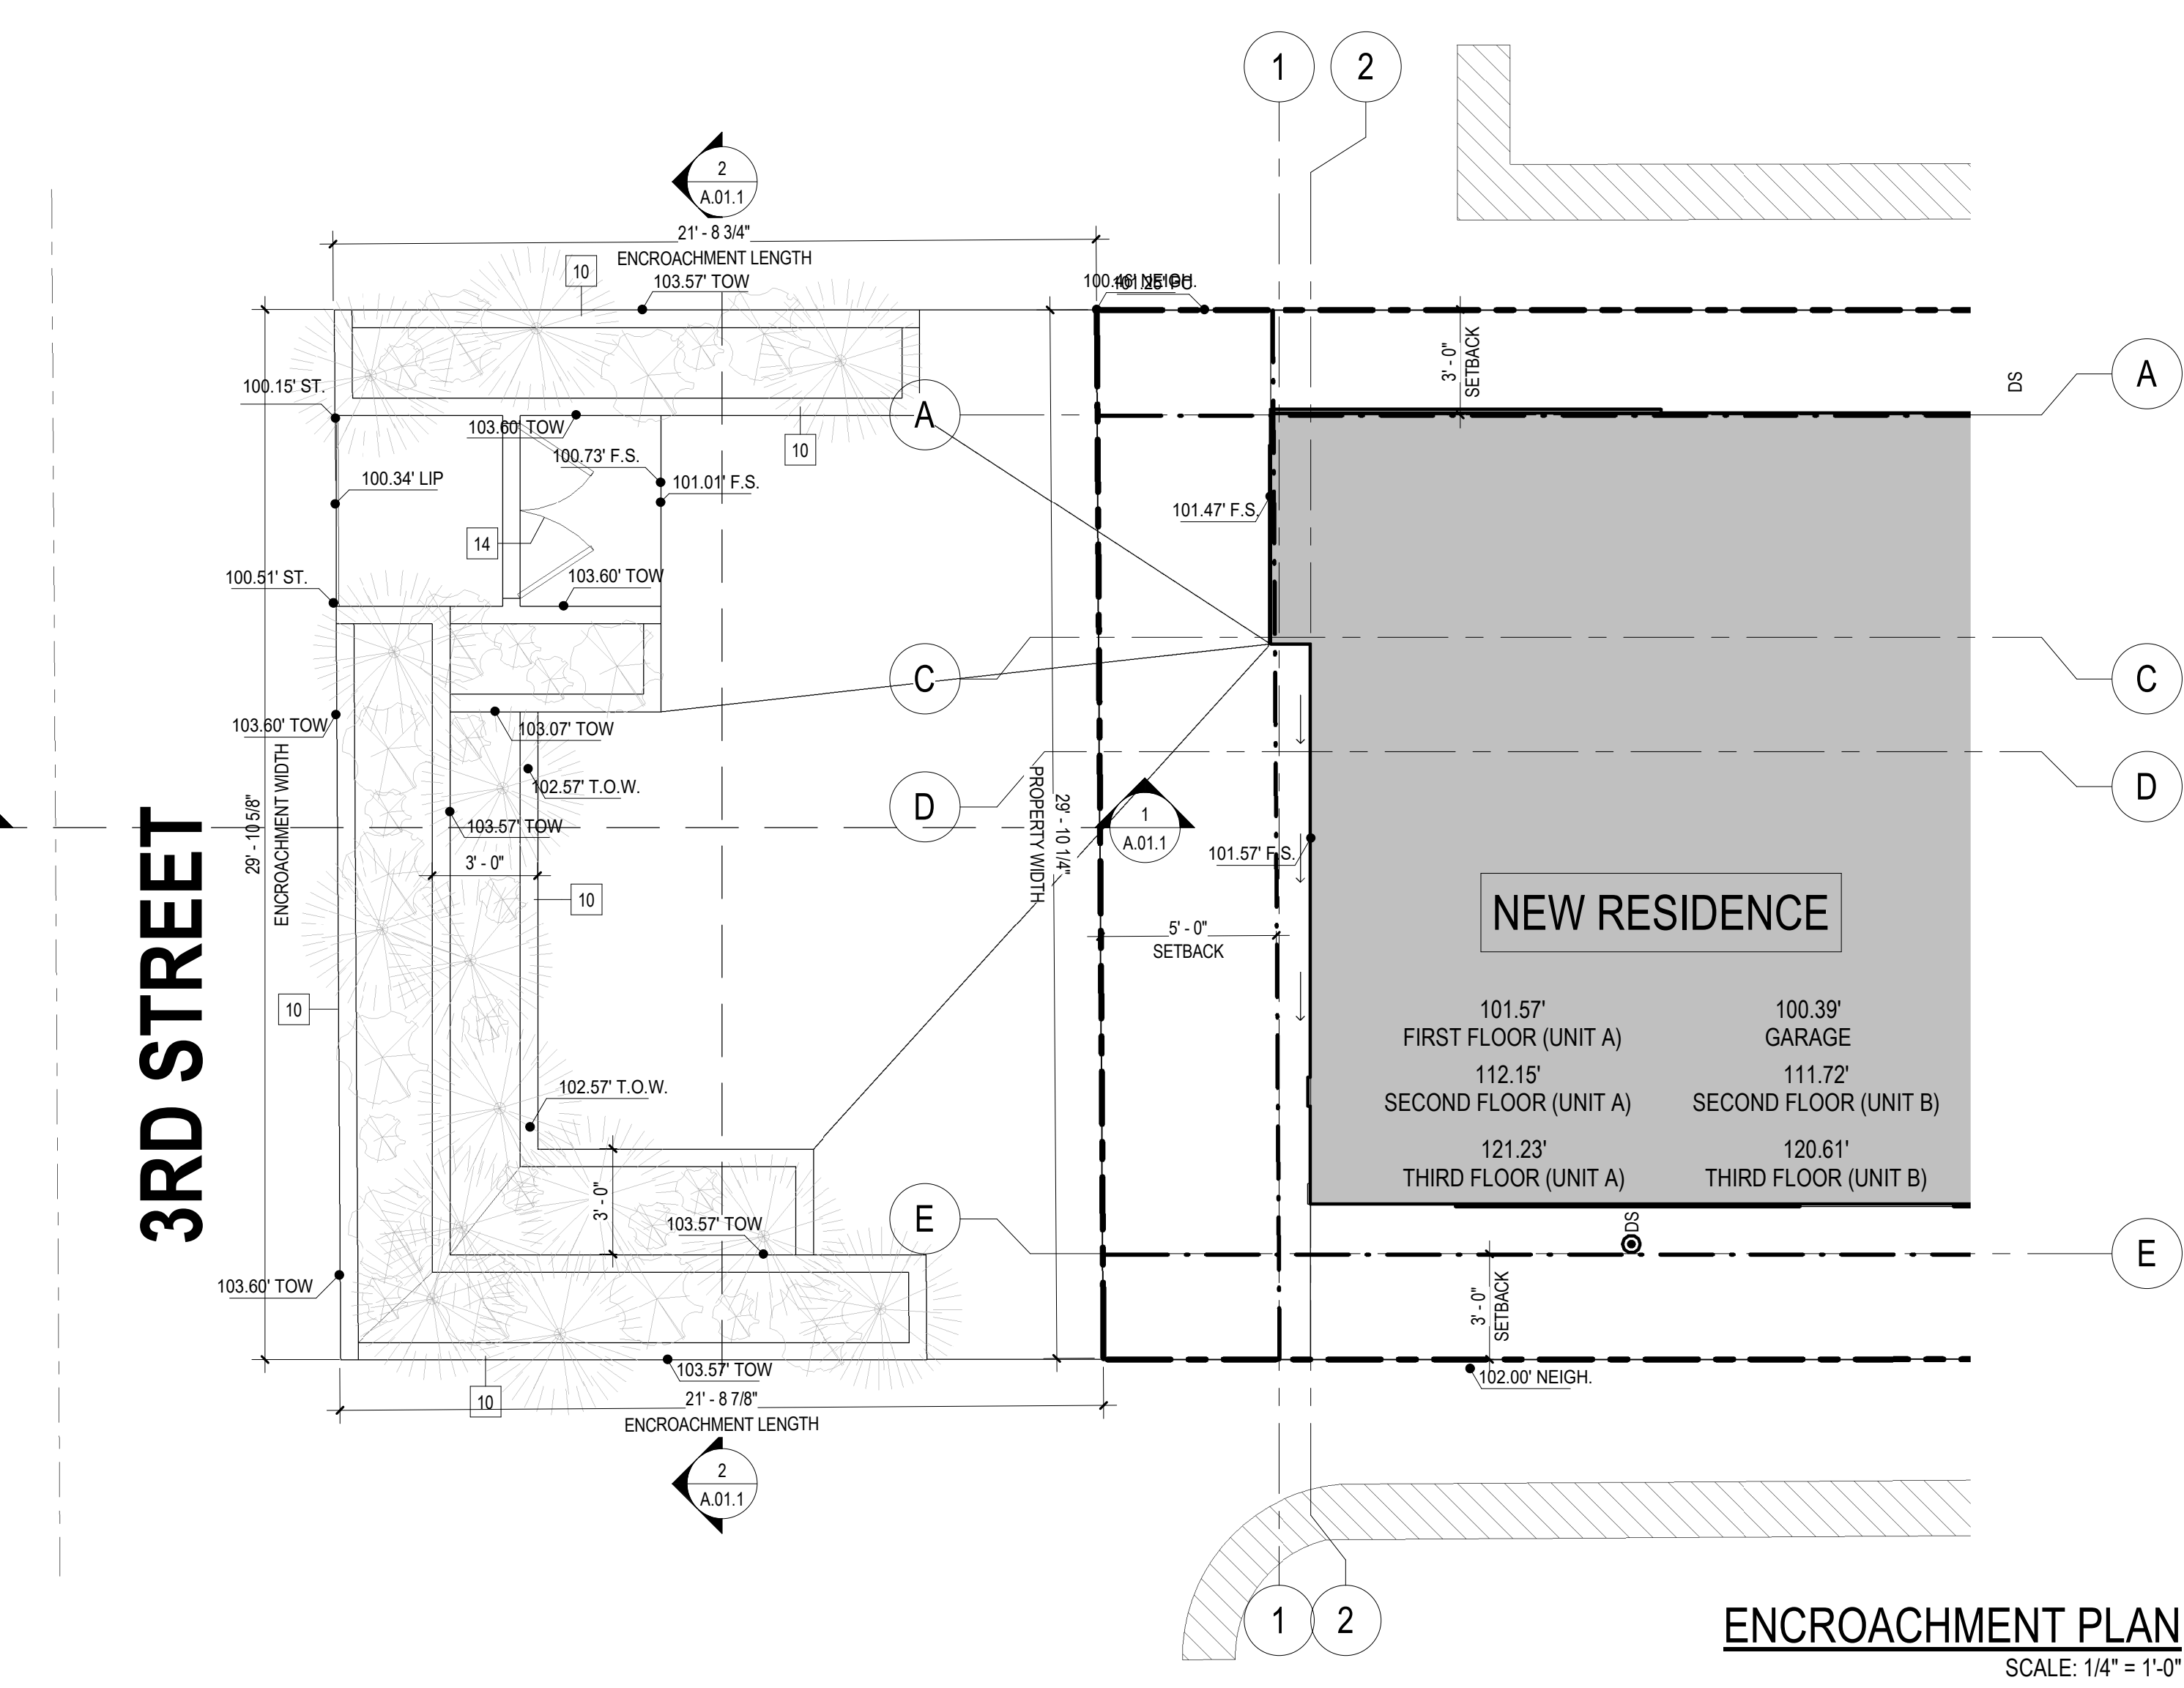 1
2
2
A.01.1
21' - 8 3/4"
ENCROACHMENT LENGTH
10
103.57' TOW
100.46' NEIGH.
3' - 0"
SETBACK
DS
A
A
100.15' ST.
103.60' TOW
10
100.73' F.S.
100.34' LIP
101.01' F.S.
101.47' F.S.
14
100.51' ST.
103.60' TOW
C
C
103.60' TOW
103.07' TOW
102.57' T.O.W.
D
D
103.57' TOW
29' - 10 5/8"
ENCROACHMENT WIDTH
PROPERTY WIDTH
29' - 10 1/4"
1
A.01.1
101.57' F.S.
3' - 0"
10
3RD STREET
NEW RESIDENCE
5' - 0"
SETBACK
10
101.57'
FIRST FLOOR (UNIT A)
100.39'
GARAGE
112.15'
SECOND FLOOR (UNIT A)
111.72'
SECOND FLOOR (UNIT B)
121.23'
THIRD FLOOR (UNIT A)
120.61'
THIRD FLOOR (UNIT B)
102.57' T.O.W.
3' - 0"
103.57' TOW
E
DS
E
103.60' TOW
3' - 0"
SETBACK
103.57' TOW
102.00' NEIGH.
10
21' - 8 7/8"
ENCROACHMENT LENGTH
2
A.01.1
1
2
ENCROACHMENT PLAN
SCALE: 1/4" = 1'-0"